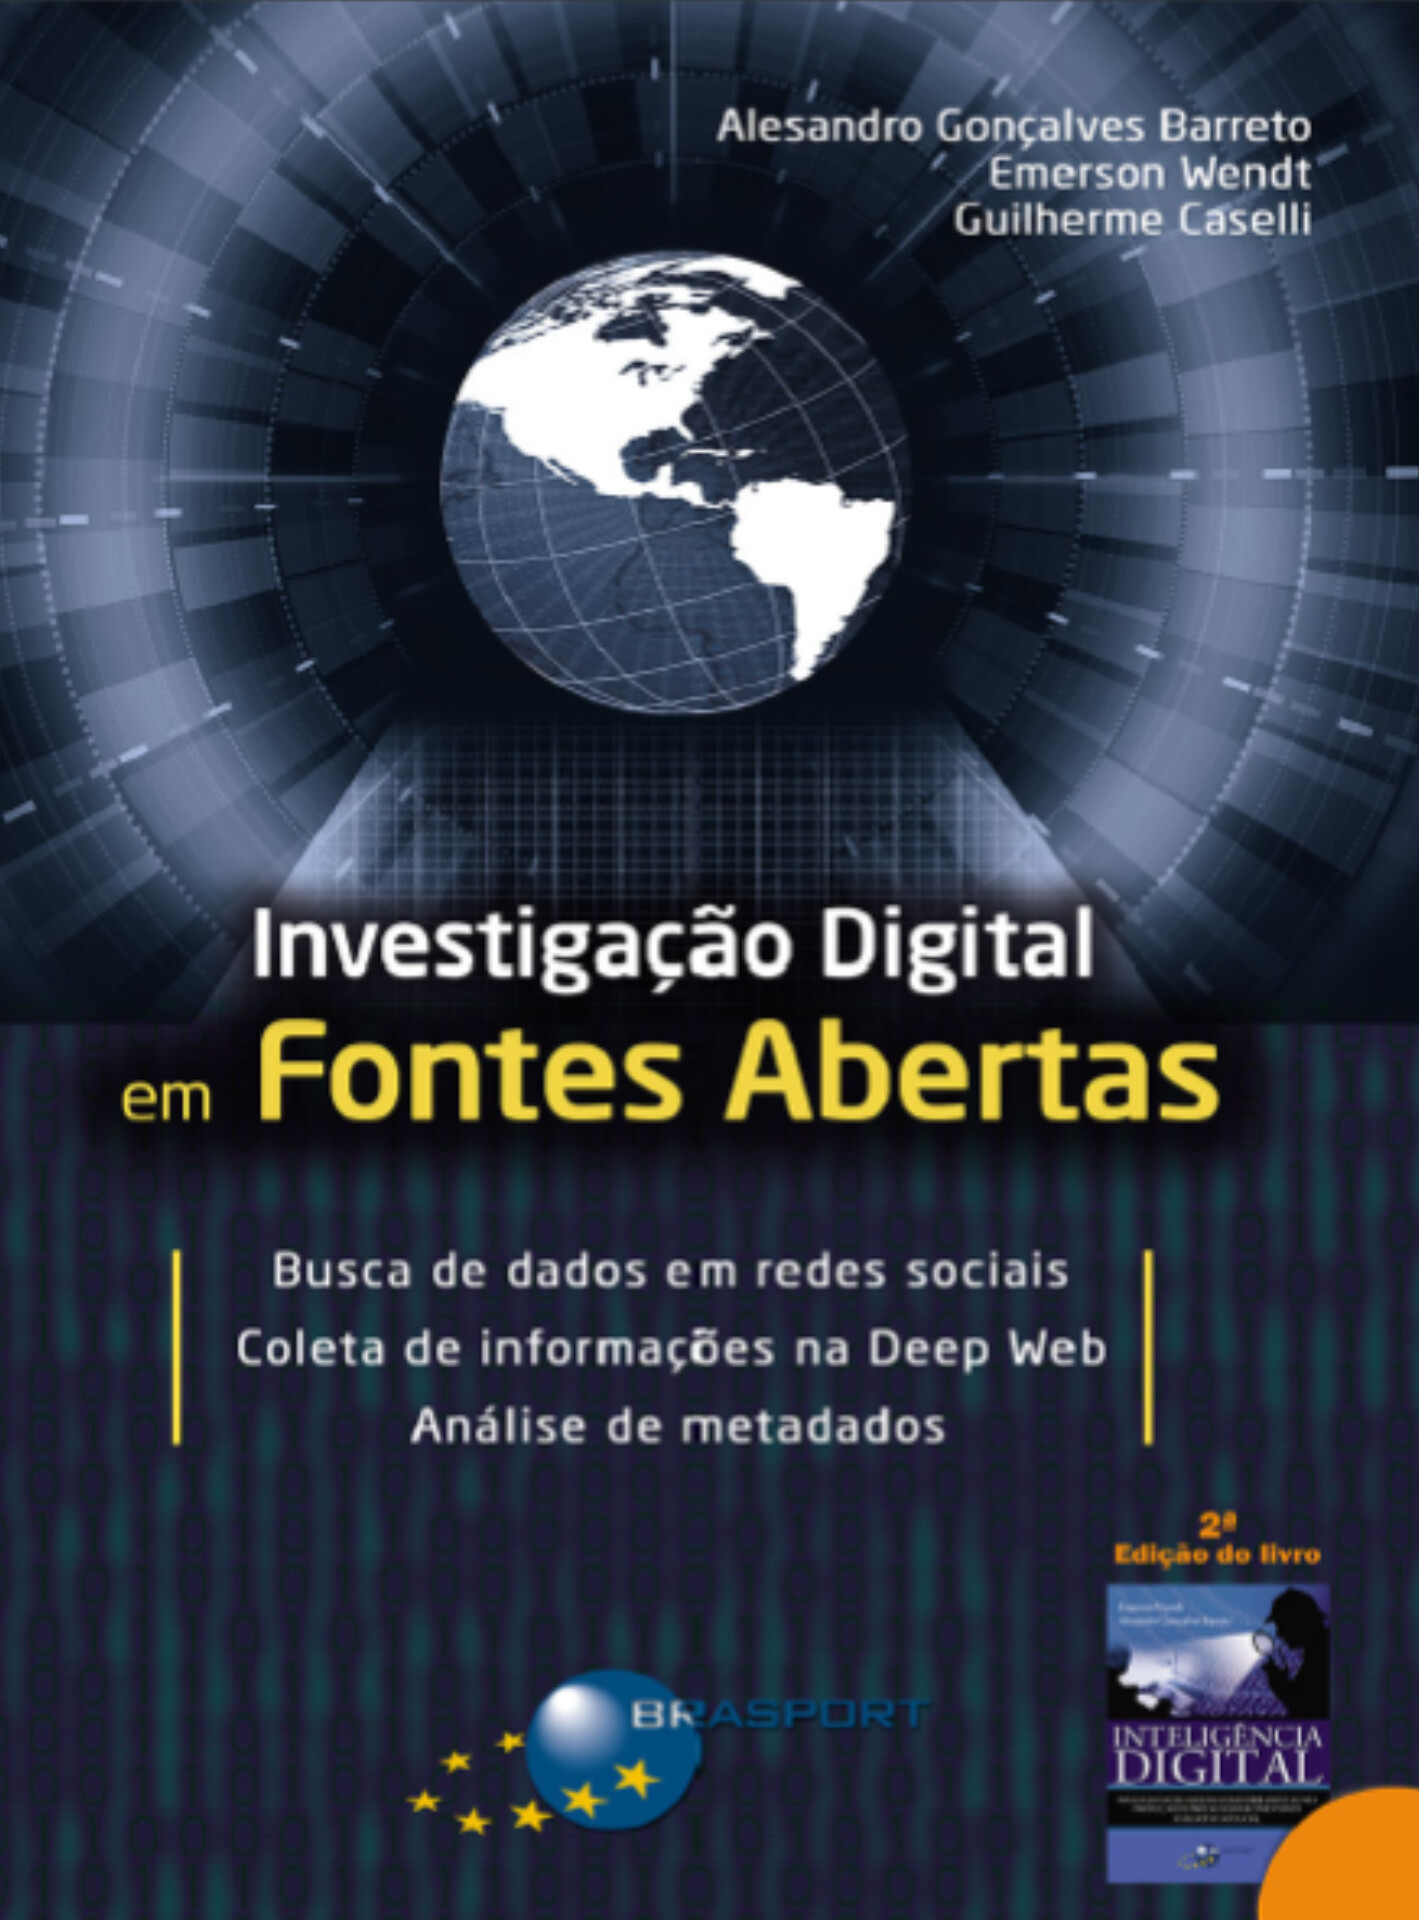 Alesandro Gonçalves Barreto
Emerson Wendt
Guilherme Caselli
Investigação Digital
em Fontes Abertas
Busca de dados em redes sociais
Coleta de informações na Deep Web
Análise de metadados
2ª
Edição do livro
INTELIGÊNCIA
DIGITAL
BRASPORT